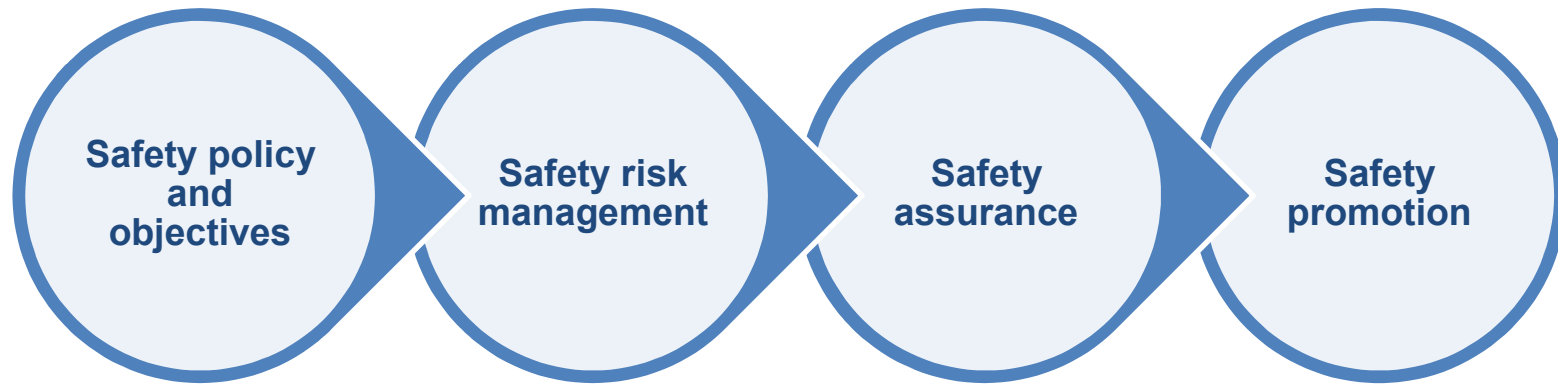 Safety policy
and
objectives
Safety risk
management
Safety
assurance
Safety
promotion